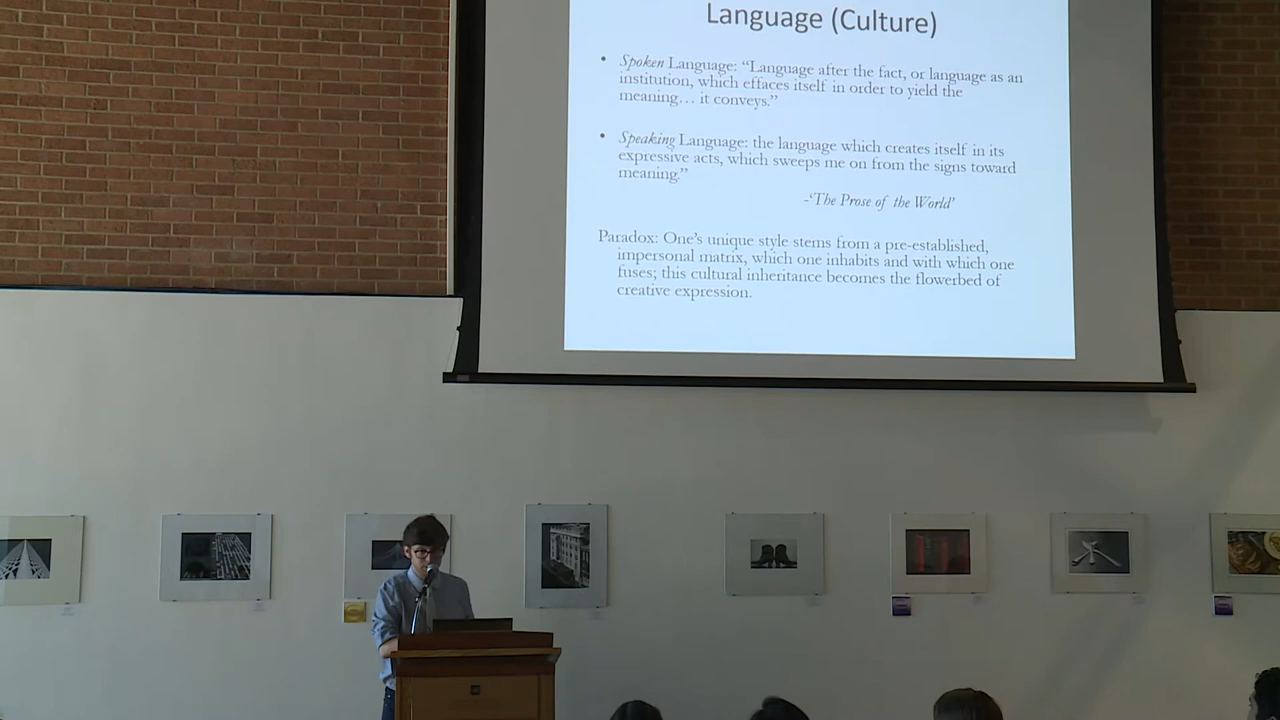 Language (Culture)
• Spoken Language: “Language after the fact, or language as an
institution, which effaces itself in order to yield the
meaning… it conveys.”
• Speaking Language: the language which creates itself in its
expressive acts, which sweeps me on from the signs toward
meaning.”
-‘The Prose of the World’
Paradox: One’s unique style stems from a pre-established,
impersonal matrix, which one inhabits and with which one
fuses; this cultural inheritance becomes the flowerbed of
creative expression.